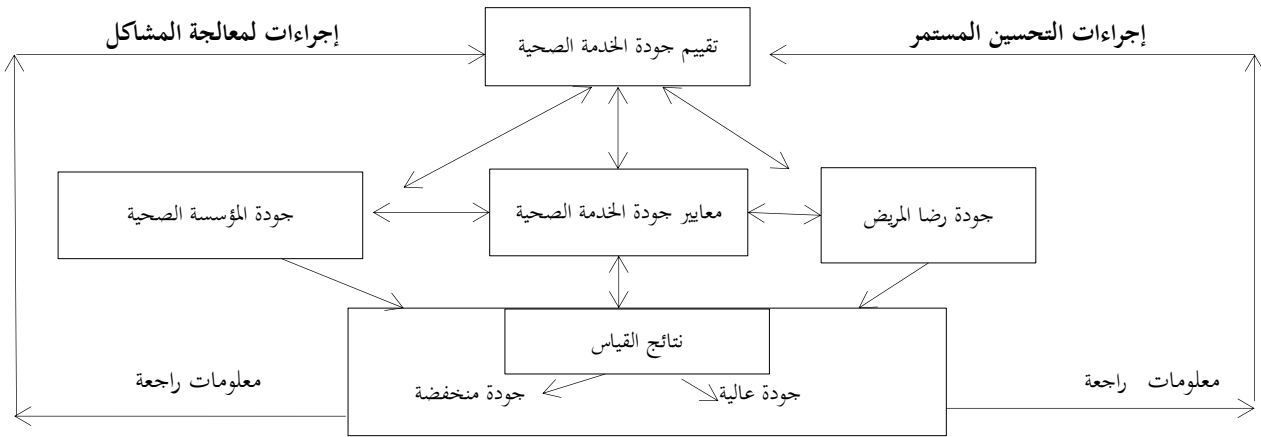 إجراءات التحسين المستمر
إجراءات لمعالجة المشاكل
تقييم جودة الخدمة الصحية
جودة رضا المريض
معايير جودة الخدمة الصحية
جودة المؤسسة الصحية
نتائج القياس
معلومات راجعة
جودة عالية
جودة منخفضة
معلومات راجعة